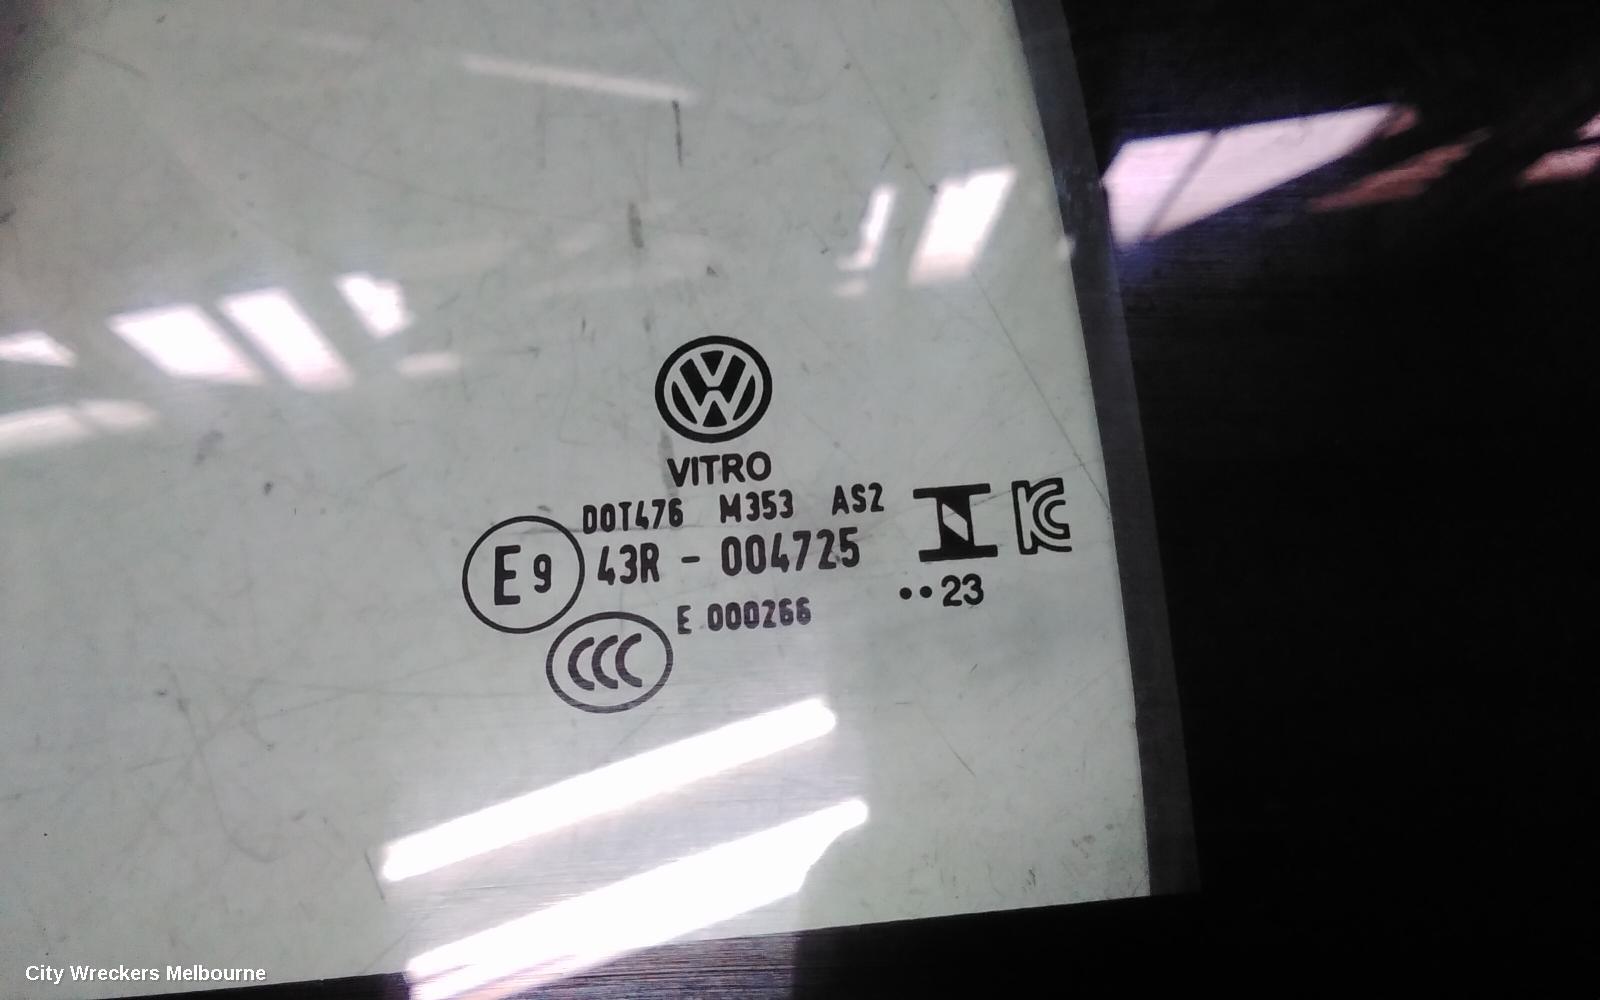 VITRO
DOT476 M353 AS2
E9 43R - 004725
••23
CCC E 000266
City Wreckers Melbourne